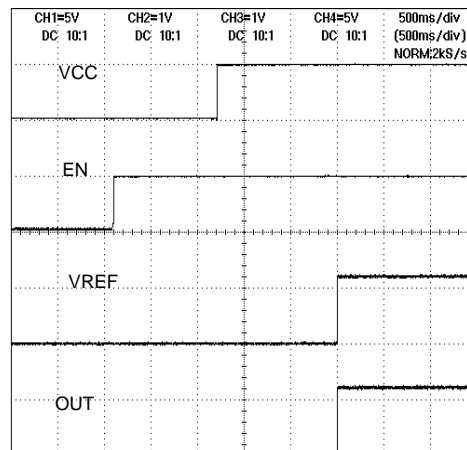 CH1=5V CH2=1V CH3=1V CH4=5V 500ms/div
DC 10:1 DC 10:1 DC 10:1 DC 10:1 (500ms/div)
NORM:2kS/s
VCC
EN
VREF
OUT